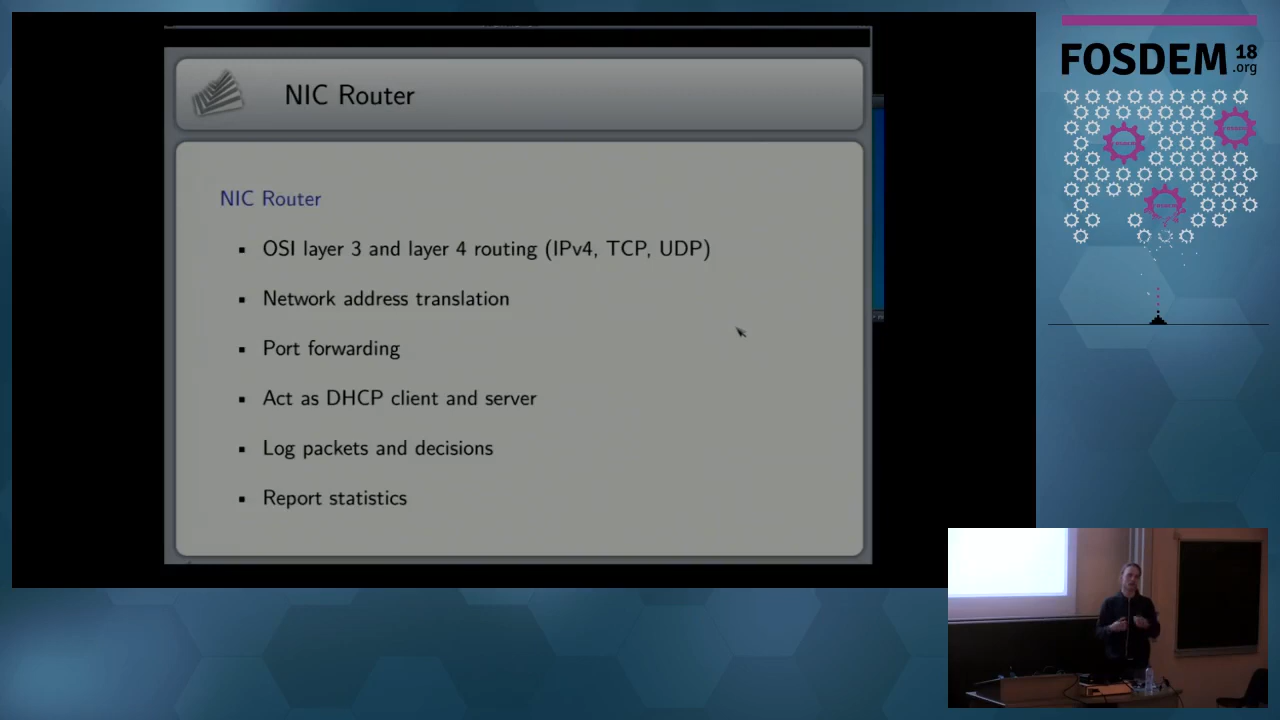 NIC Router
NIC Router
OSI layer 3 and layer 4 routing (IPv4, TCP, UDP)
Network address translation
Port forwarding
Act as DHCP client and server
Log packets and decisions
Report statistics
FOSDEM 18
.org